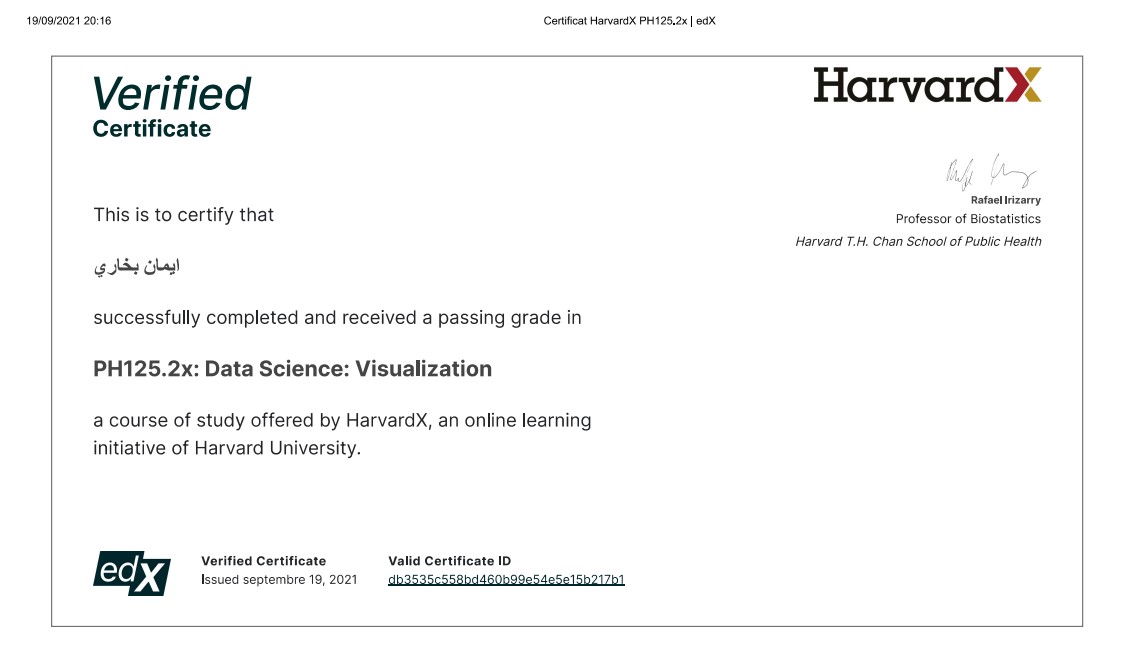 19/09/2021 20:16
Certificat HarvardX PH125.2x | edX
Verified
Certificate
HarvardX
Rafael Irizarry
Professor of Biostatistics
Harvard T.H. Chan School of Public Health
This is to certify that
ايمان بخاري
successfully completed and received a passing grade in
PH125.2x: Data Science: Visualization
a course of study offered by HarvardX, an online learning
initiative of Harvard University.
edX
Verified Certificate
Issued septembre 19, 2021
Valid Certificate ID
db3535c558bd460b99e54e5e15b217b1